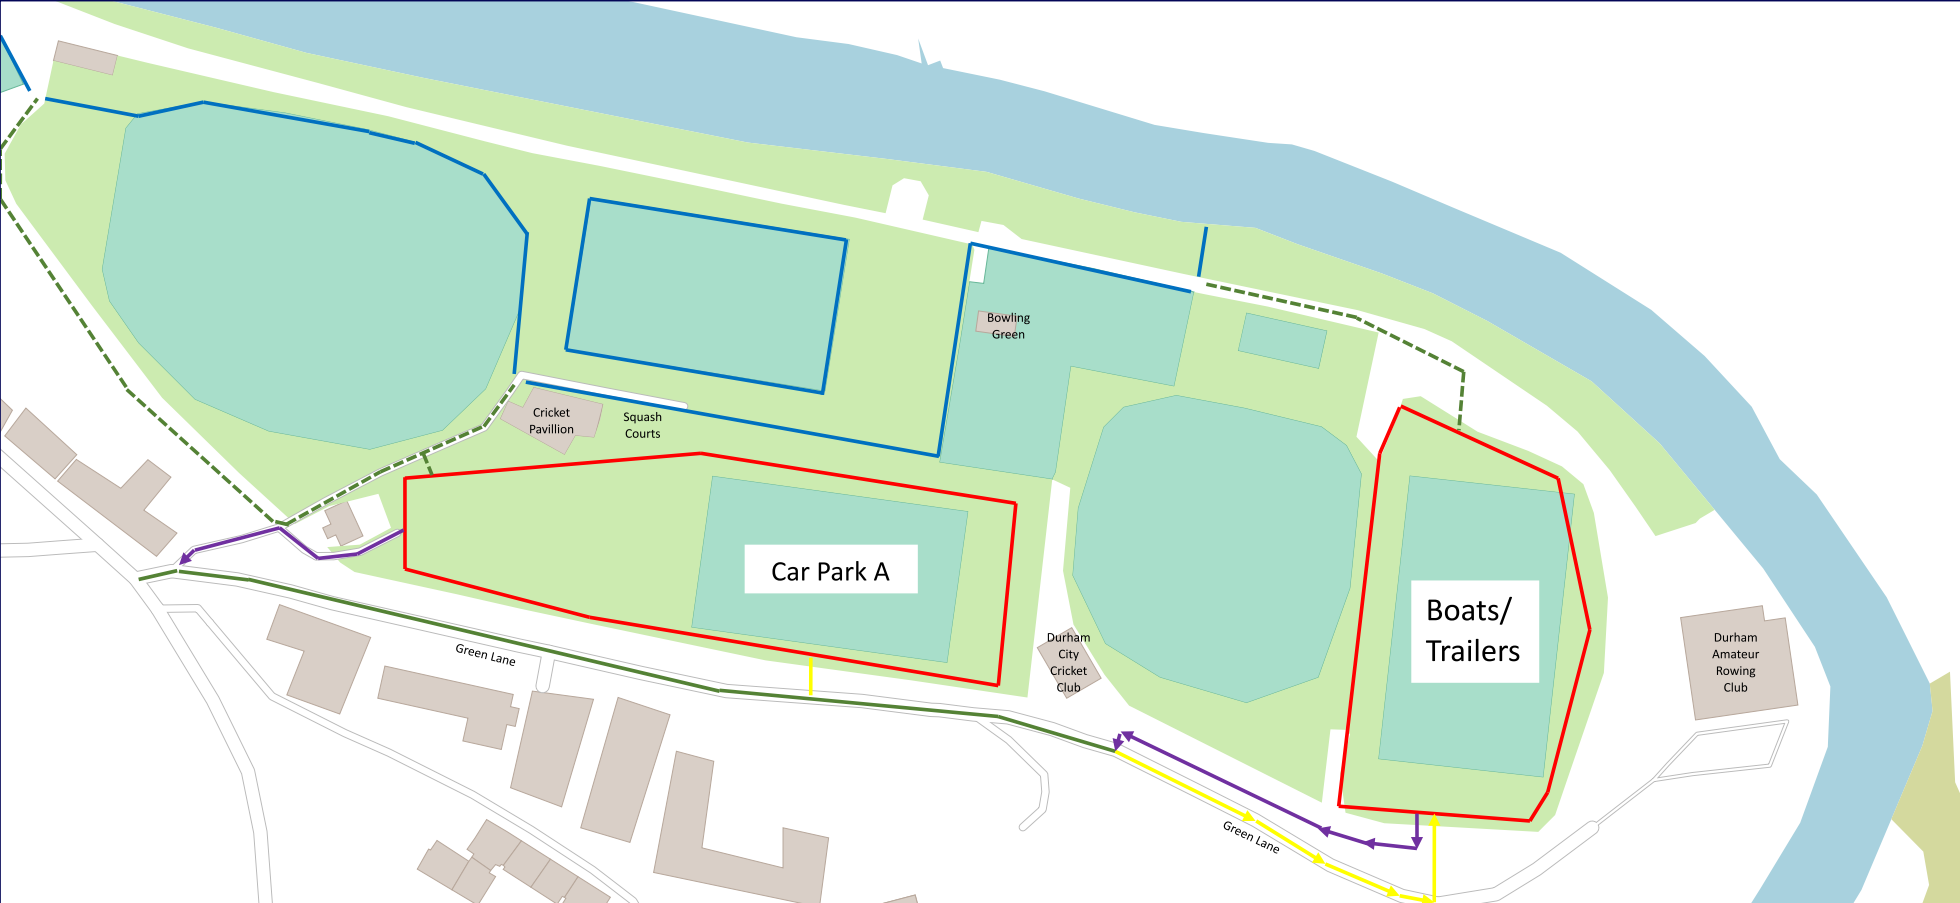 Bowling
Green
Cricket
Pavillion
Squash
Courts
Car Park A
Boats/
Trailers
Durham
City
Cricket
Club
Durham
Amateur
Rowing
Club
Green Lane
Green Lane